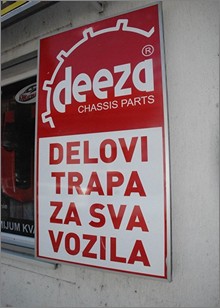 deeza®
CHASSIS PARTS
DELOVI
TRAPA
ZA SVA
VOZILA